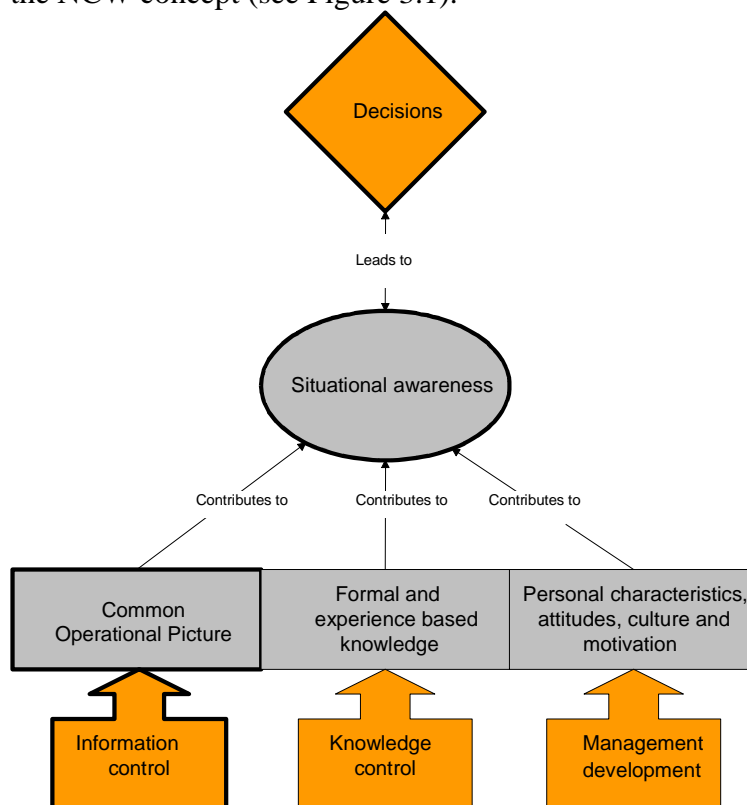 the NCW concept (see Figure 3.1).
Decisions
Leads to
Situational awareness
Contributes to
Contributes to
Contributes to
Common
Operational Picture
Formal and
experience based
knowledge
Personal characteristics,
attitudes, culture and
motivation
Information
control
Knowledge
control
Management
development